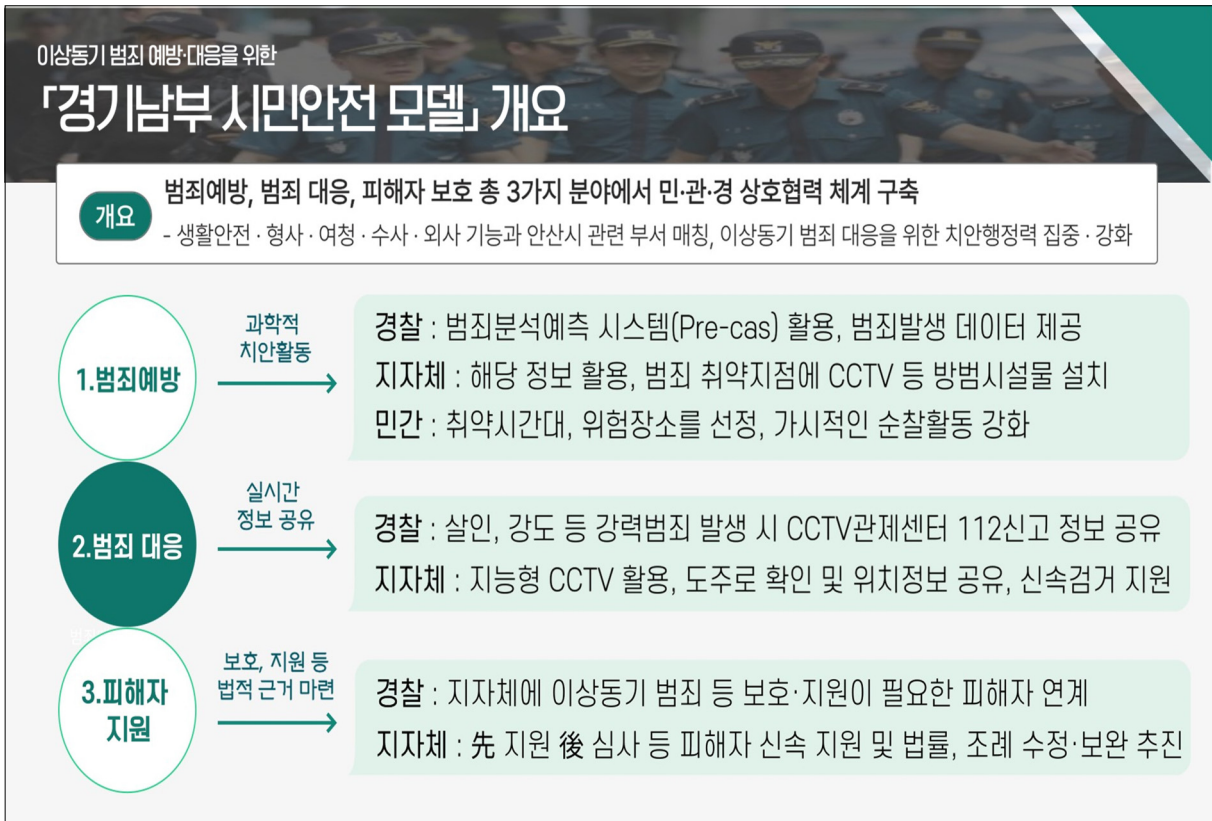 이상동기 범죄 예방·대응을 위한
「경기남부 시민안전 모델」 개요
개요
범죄예방, 범죄 대응, 피해자 보호 총 3가지 분야에서 민·관·경 상호협력 체계 구축
- 생활안전 · 형사 · 여청 · 수사 · 외사 기능과 안산시 관련 부서 매칭, 이상동기 범죄 대응을 위한 치안행정력 집중 · 강화
1.범죄예방
과학적
치안활동
경찰 : 범죄분석예측 시스템(Pre-cas) 활용, 범죄발생 데이터 제공
지자체 : 해당 정보 활용, 범죄 취약지점에 CCTV 등 방범시설물 설치
민간 : 취약시간대, 위험장소를 선정, 가시적인 순찰활동 강화
2.범죄 대응
실시간
정보 공유
경찰 : 살인, 강도 등 강력범죄 발생 시 CCTV관제센터 112신고 정보 공유
지자체 : 지능형 CCTV 활용, 도주로 확인 및 위치정보 공유, 신속검거 지원
3.피해자
지원
보호, 지원 등
법적 근거 마련
경찰 : 지자체에 이상동기 범죄 등 보호·지원이 필요한 피해자 연계
지자체 : 先 지원 後 심사 등 피해자 신속 지원 및 법률, 조례 수정·보완 추진